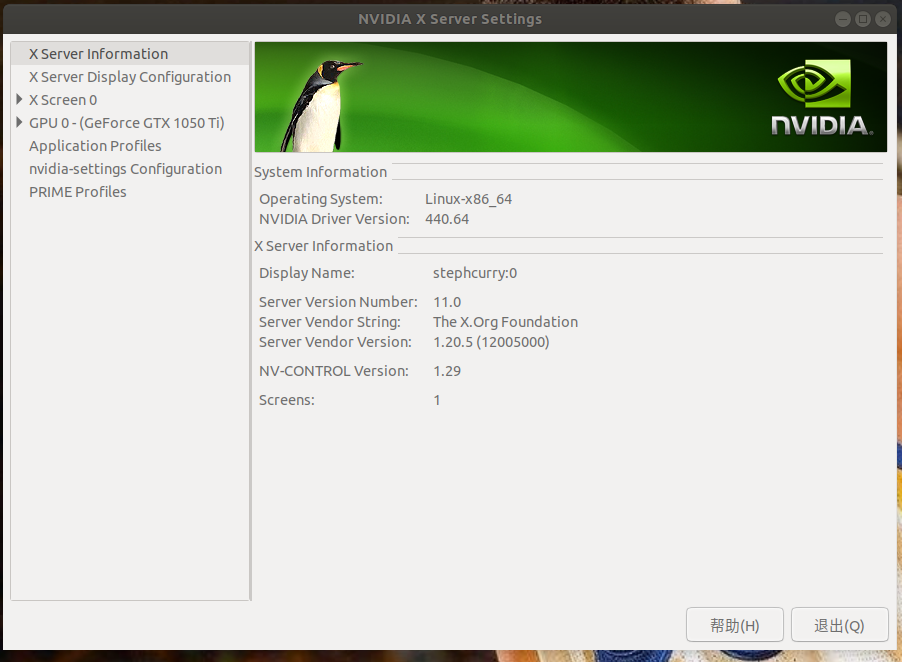 NVIDIA X Server Settings
X Server Information
X Server Display Configuration
X Screen 0
GPU 0 - (GeForce GTX 1050 Ti)
Application Profiles
nvidia-settings Configuration
PRIME Profiles
NVIDIA.
System Information
Operating System: Linux-x86_64
NVIDIA Driver Version: 440.64
X Server Information
Display Name: stephcurry:0
Server Version Number: 11.0
Server Vendor String: The X.Org Foundation
Server Vendor Version: 1.20.5 (12005000)
NV-CONTROL Version: 1.29
Screens: 1
帮助(H) 退出(Q)